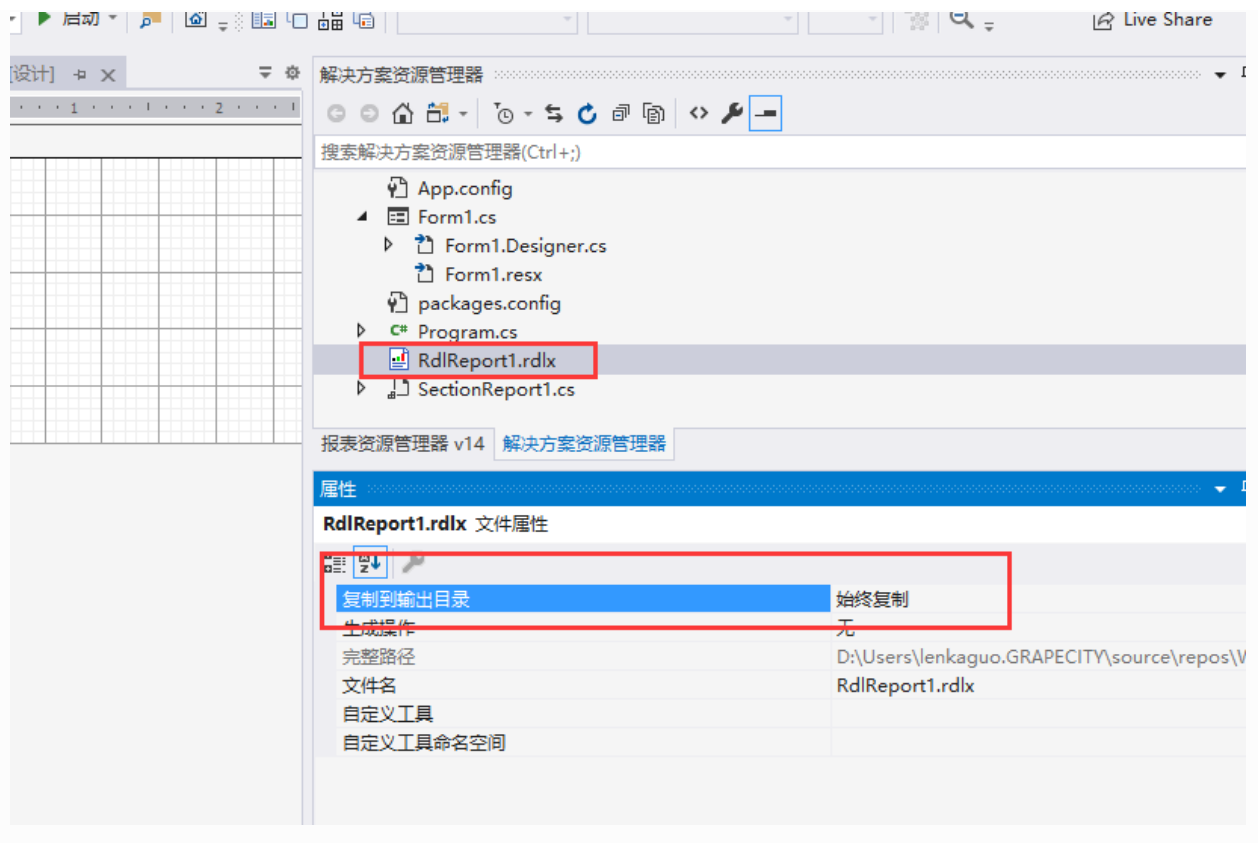 启动
Live Share
[设计]
解决方案资源管理器
1 2
搜索解决方案资源管理器(Ctrl+;)
App.config
Form1.cs
Form1.Designer.cs
Form1.resx
packages.config
C# Program.cs
RdlReport1.rdlx
SectionReport1.cs
报表资源管理器 v14 解决方案资源管理器
属性
RdlReport1.rdlx 文件属性
复制到输出目录 始终复制
生成操作 无
完整路径 D:\Users\lenkaguo.GRAPECITY\source\repos\W
文件名 RdlReport1.rdlx
自定义工具
自定义工具命名空间